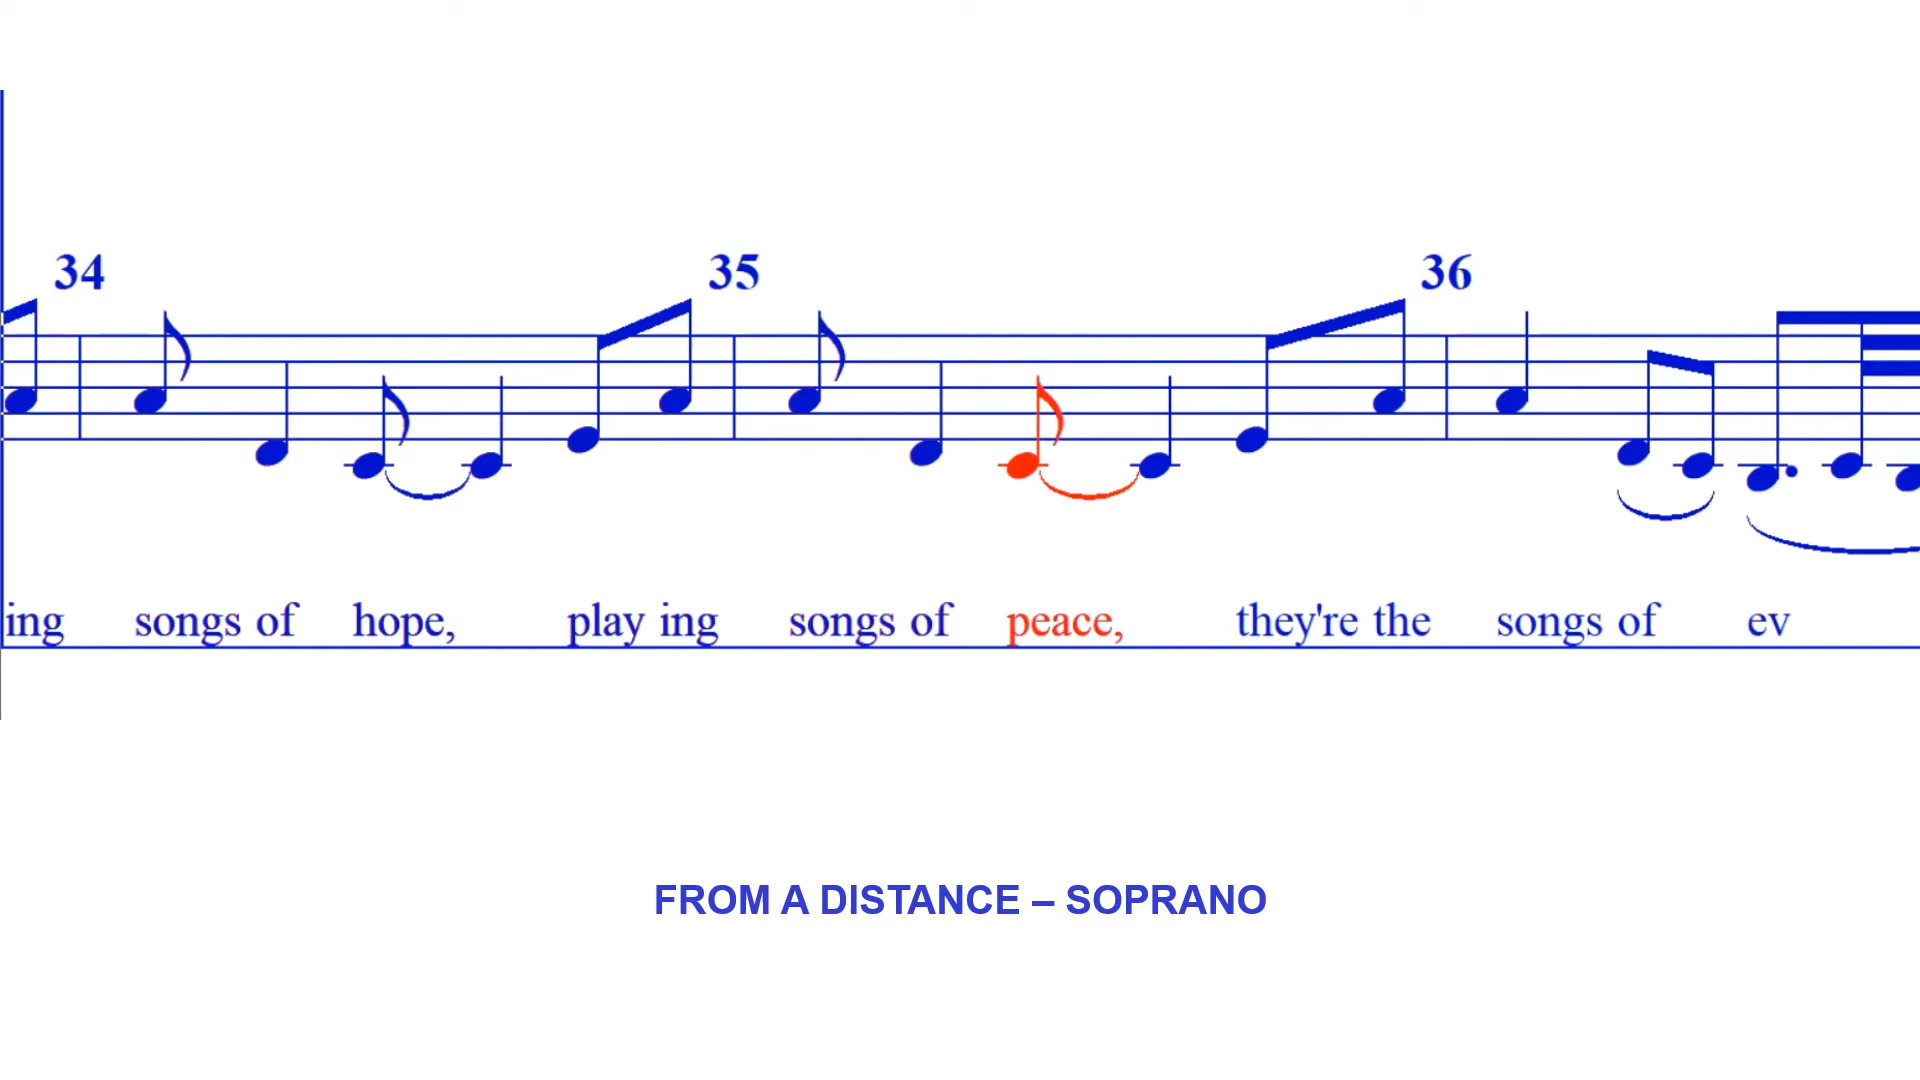 34 35 36
ing songs of hope, play ing songs of peace, they're the songs of ev
FROM A DISTANCE – SOPRANO